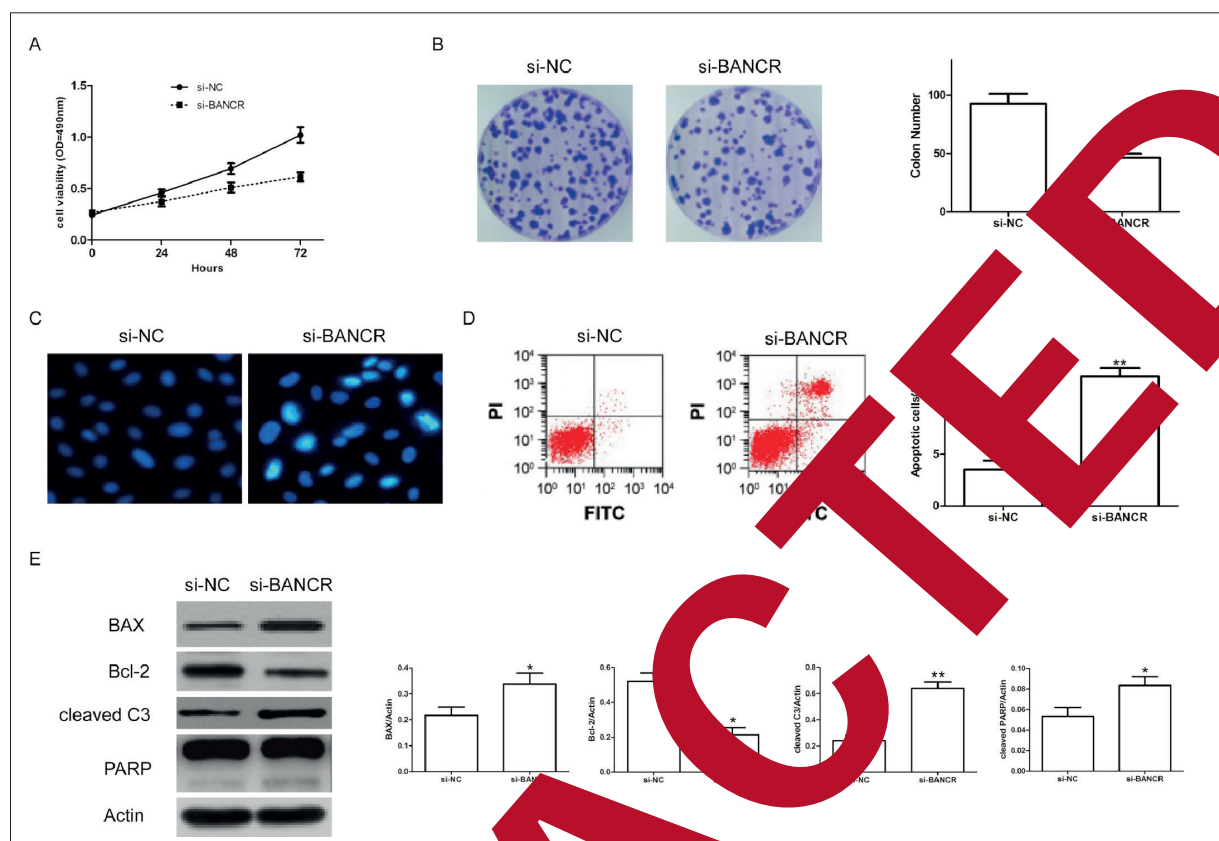 A
si-NC
si-BANCR
cell viability (OD=490nm)
1.5
1.0
0.5
0.0
0 24 48 72
Hours
B
si-NC si-BANCR
Colon Number
100
50
0
si-NC
C
si-NC si-BANCR
D
si-NC si-BANCR
PI
10⁴
10³
10²
10¹
10⁰
10⁰ 10¹ 10² 10³ 10⁴
FITC
PI
10⁴
10³
10²
10¹
10⁰
10⁰ 10¹
Apoptotic cells
**
5
0
si-NC si-BANCR
E
si-NC si-BANCR
BAX
Bcl-2
cleaved C3
PARP
Actin
BAX/Actin
0.4
0.3
0.2
0.1
0.0
*
si-NC
Bcl-2/Actin
0.6
0.4
0.2
0.0
*
si-NC
cleaved C3/Actin
0.8
0.6
0.4
0.2
**
si-BANCR
cleaved PARP/Actin
0.10
0.08
0.06
0.04
0.02
0.00
*
si-NC si-BANCR
ACTED